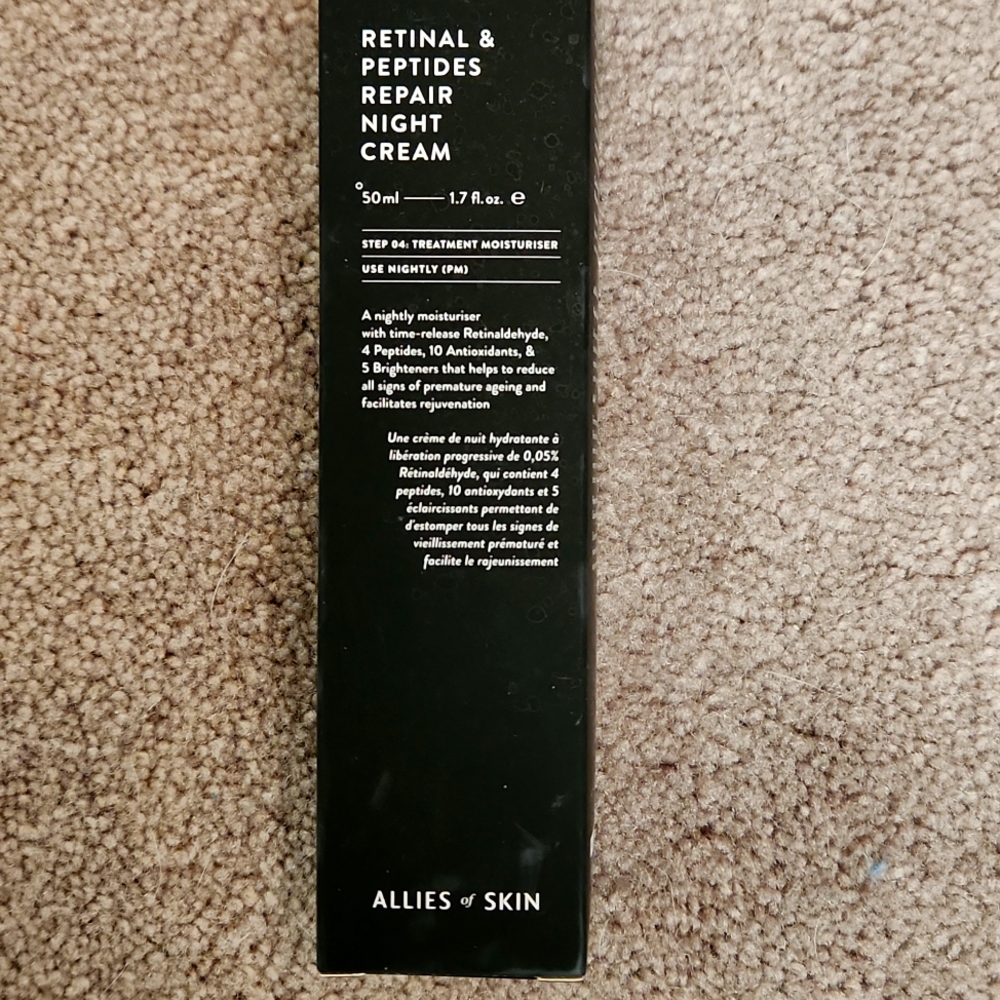 RETINAL &
PEPTIDES
REPAIR
NIGHT
CREAM
50ml —— 1.7 fl.oz. ℮
STEP 04: TREATMENT MOISTURISER
USE NIGHTLY (PM)
A nightly moisturiser
with time-release Retinaldehyde,
4 Peptides, 10 Antioxidants, &
5 Brighteners that helps to reduce
all signs of premature ageing and
facilitates rejuvenation
Une crème de nuit hydratante à
libération progressive de 0,05%
Rétinaldéhyde, qui contient 4
peptides, 10 antioxydants et 5
éclaircissants permettant de
d'estomper tous les signes de
vieillissement prématuré et
facilite le rajeunissement
ALLIES of SKIN